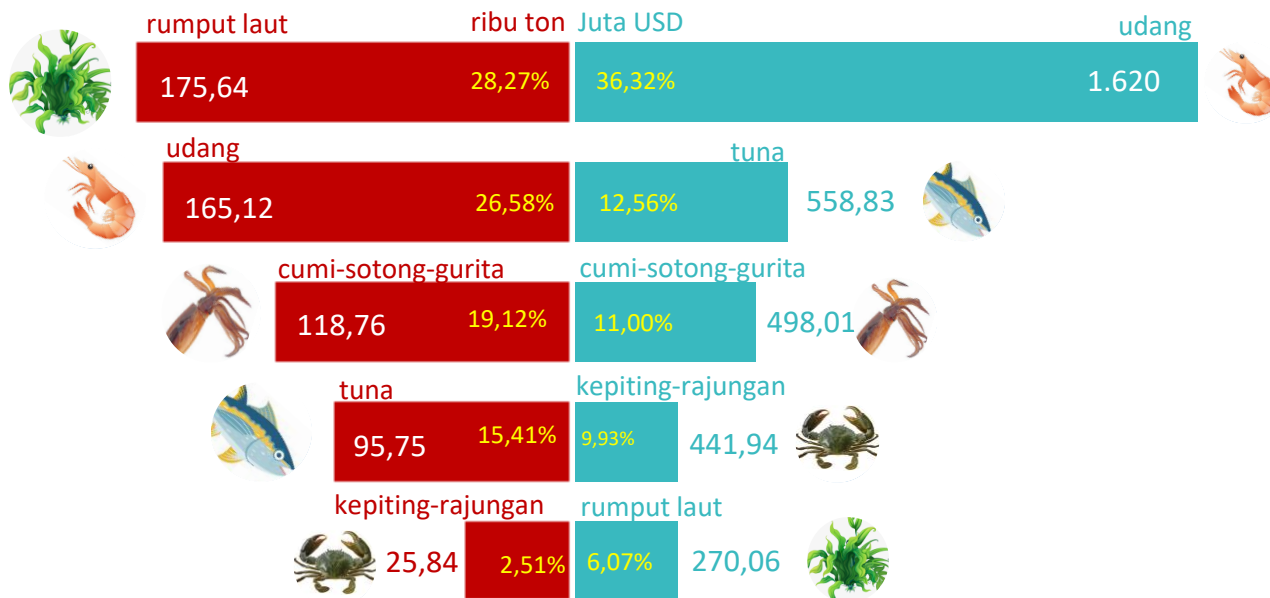 rumput laut ribu ton Juta USD udang
175,64 28,27% 36,32% 1.620
udang tuna
165,12 26,58% 12,56% 558,83
cumi-sotong-gurita cumi-sotong-gurita
118,76 19,12% 11,00% 498,01
tuna kepiting-rajungan
95,75 15,41% 9,93% 441,94
kepiting-rajungan rumput laut
25,84 2,51% 6,07% 270,06